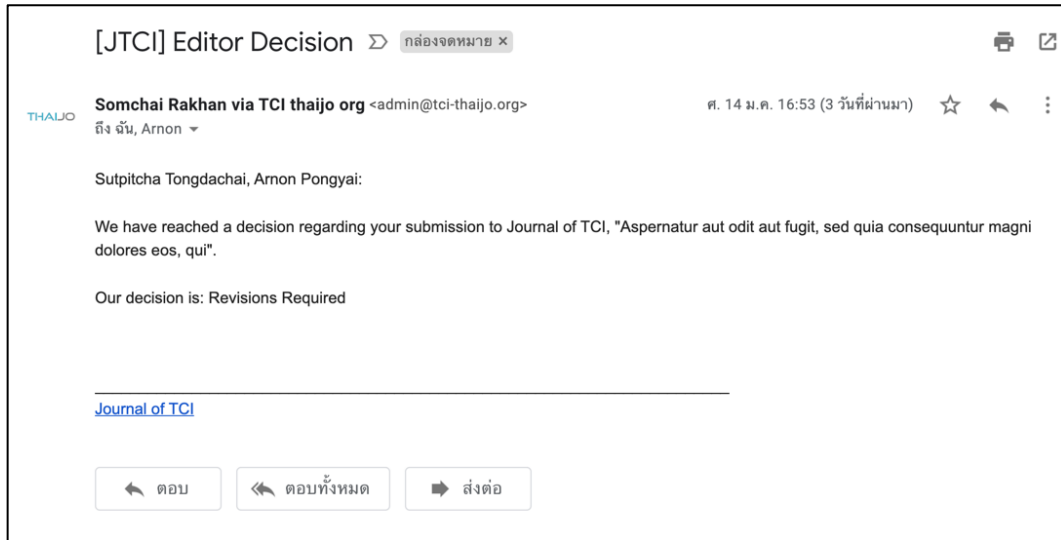 [JTCI] Editor Decision กล่องจดหมาย ×
Somchai Rakhan via TCI thaijo org <admin@tci-thaijo.org> ศ. 14 ม.ค. 16:53 (3 วันที่ผ่านมา)
THAIJO
ถึง ฉัน, Arnon
Sutpitcha Tongdachai, Arnon Pongyai:
We have reached a decision regarding your submission to Journal of TCI, "Aspernatur aut odit aut fugit, sed quia consequuntur magni
dolores eos, qui".
Our decision is: Revisions Required
Journal of TCI
ตอบ ตอบทั้งหมด ส่งต่อ